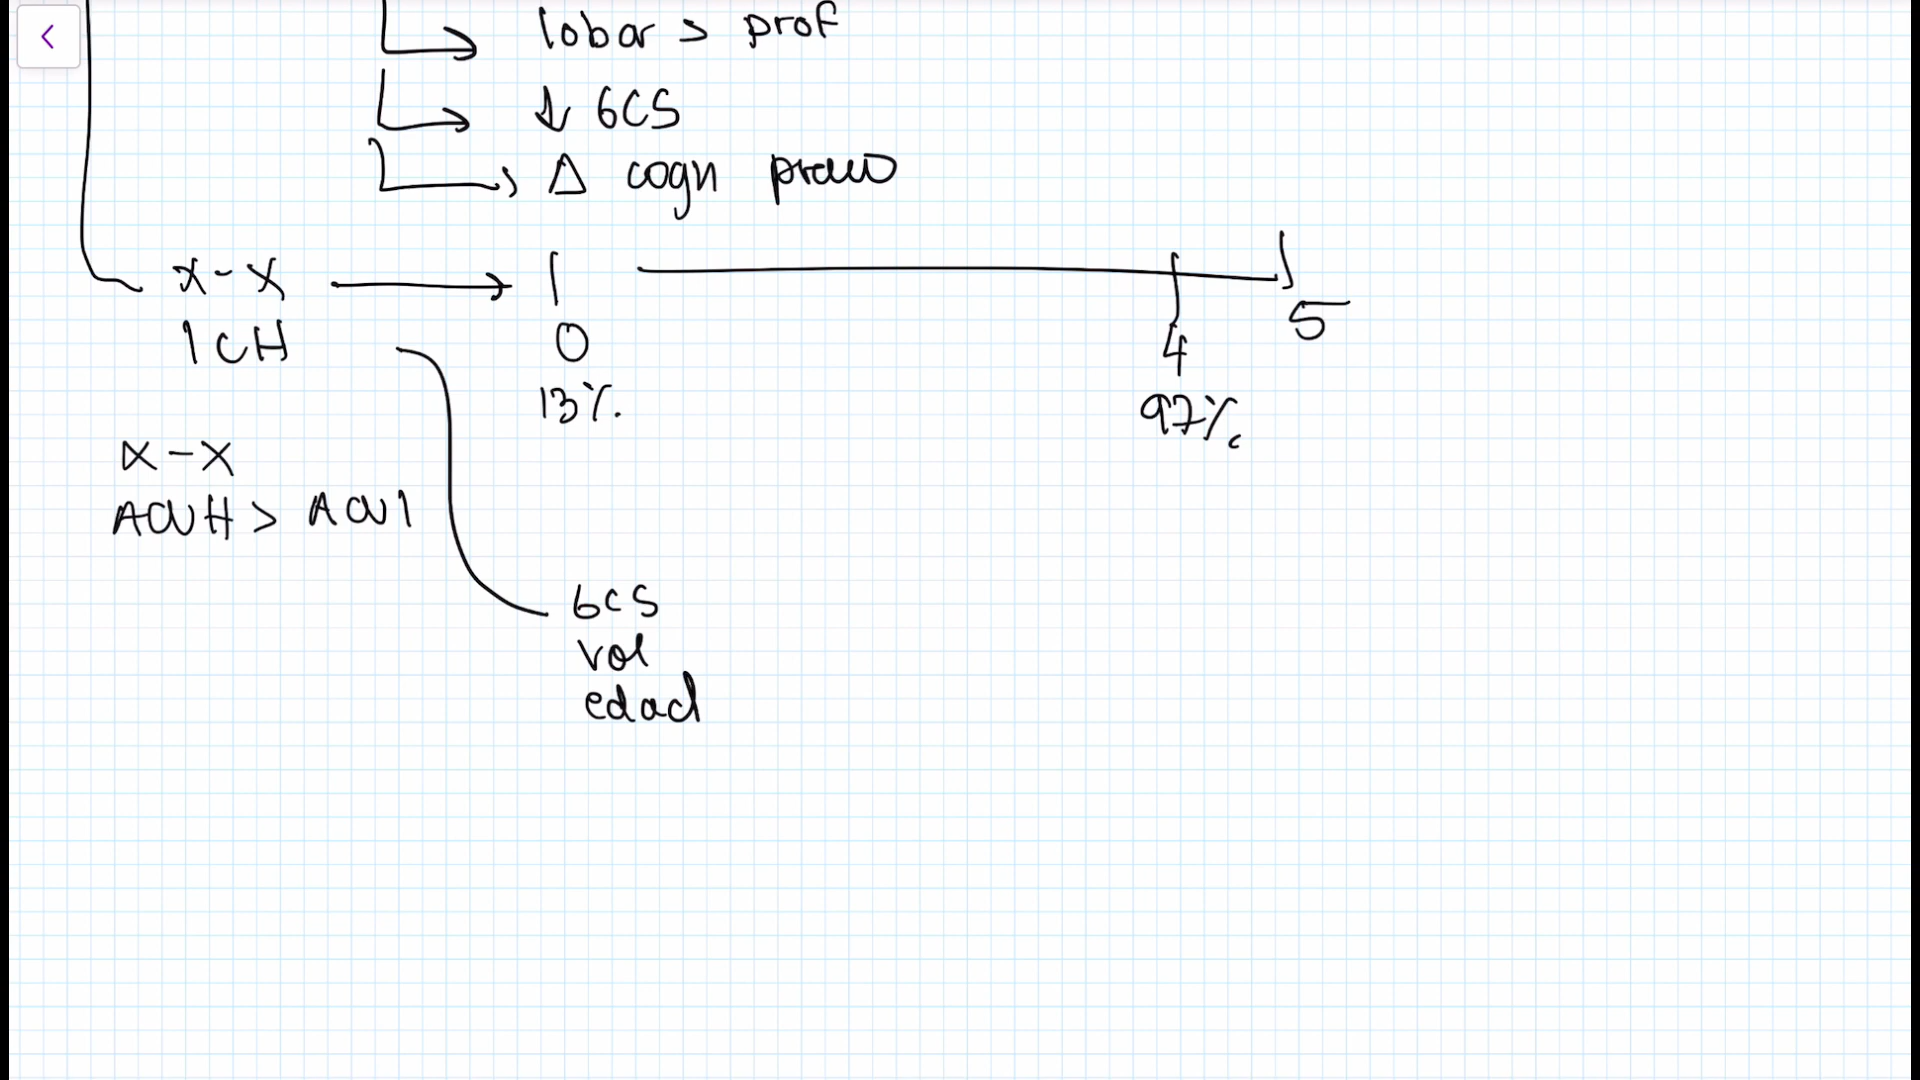 lobar > prof
↓ GCS
Δ cogn previo
x-x → 0 4 5
ICH
13% 97%
x-x
ACVH > ACVI
GCS
vol
edad